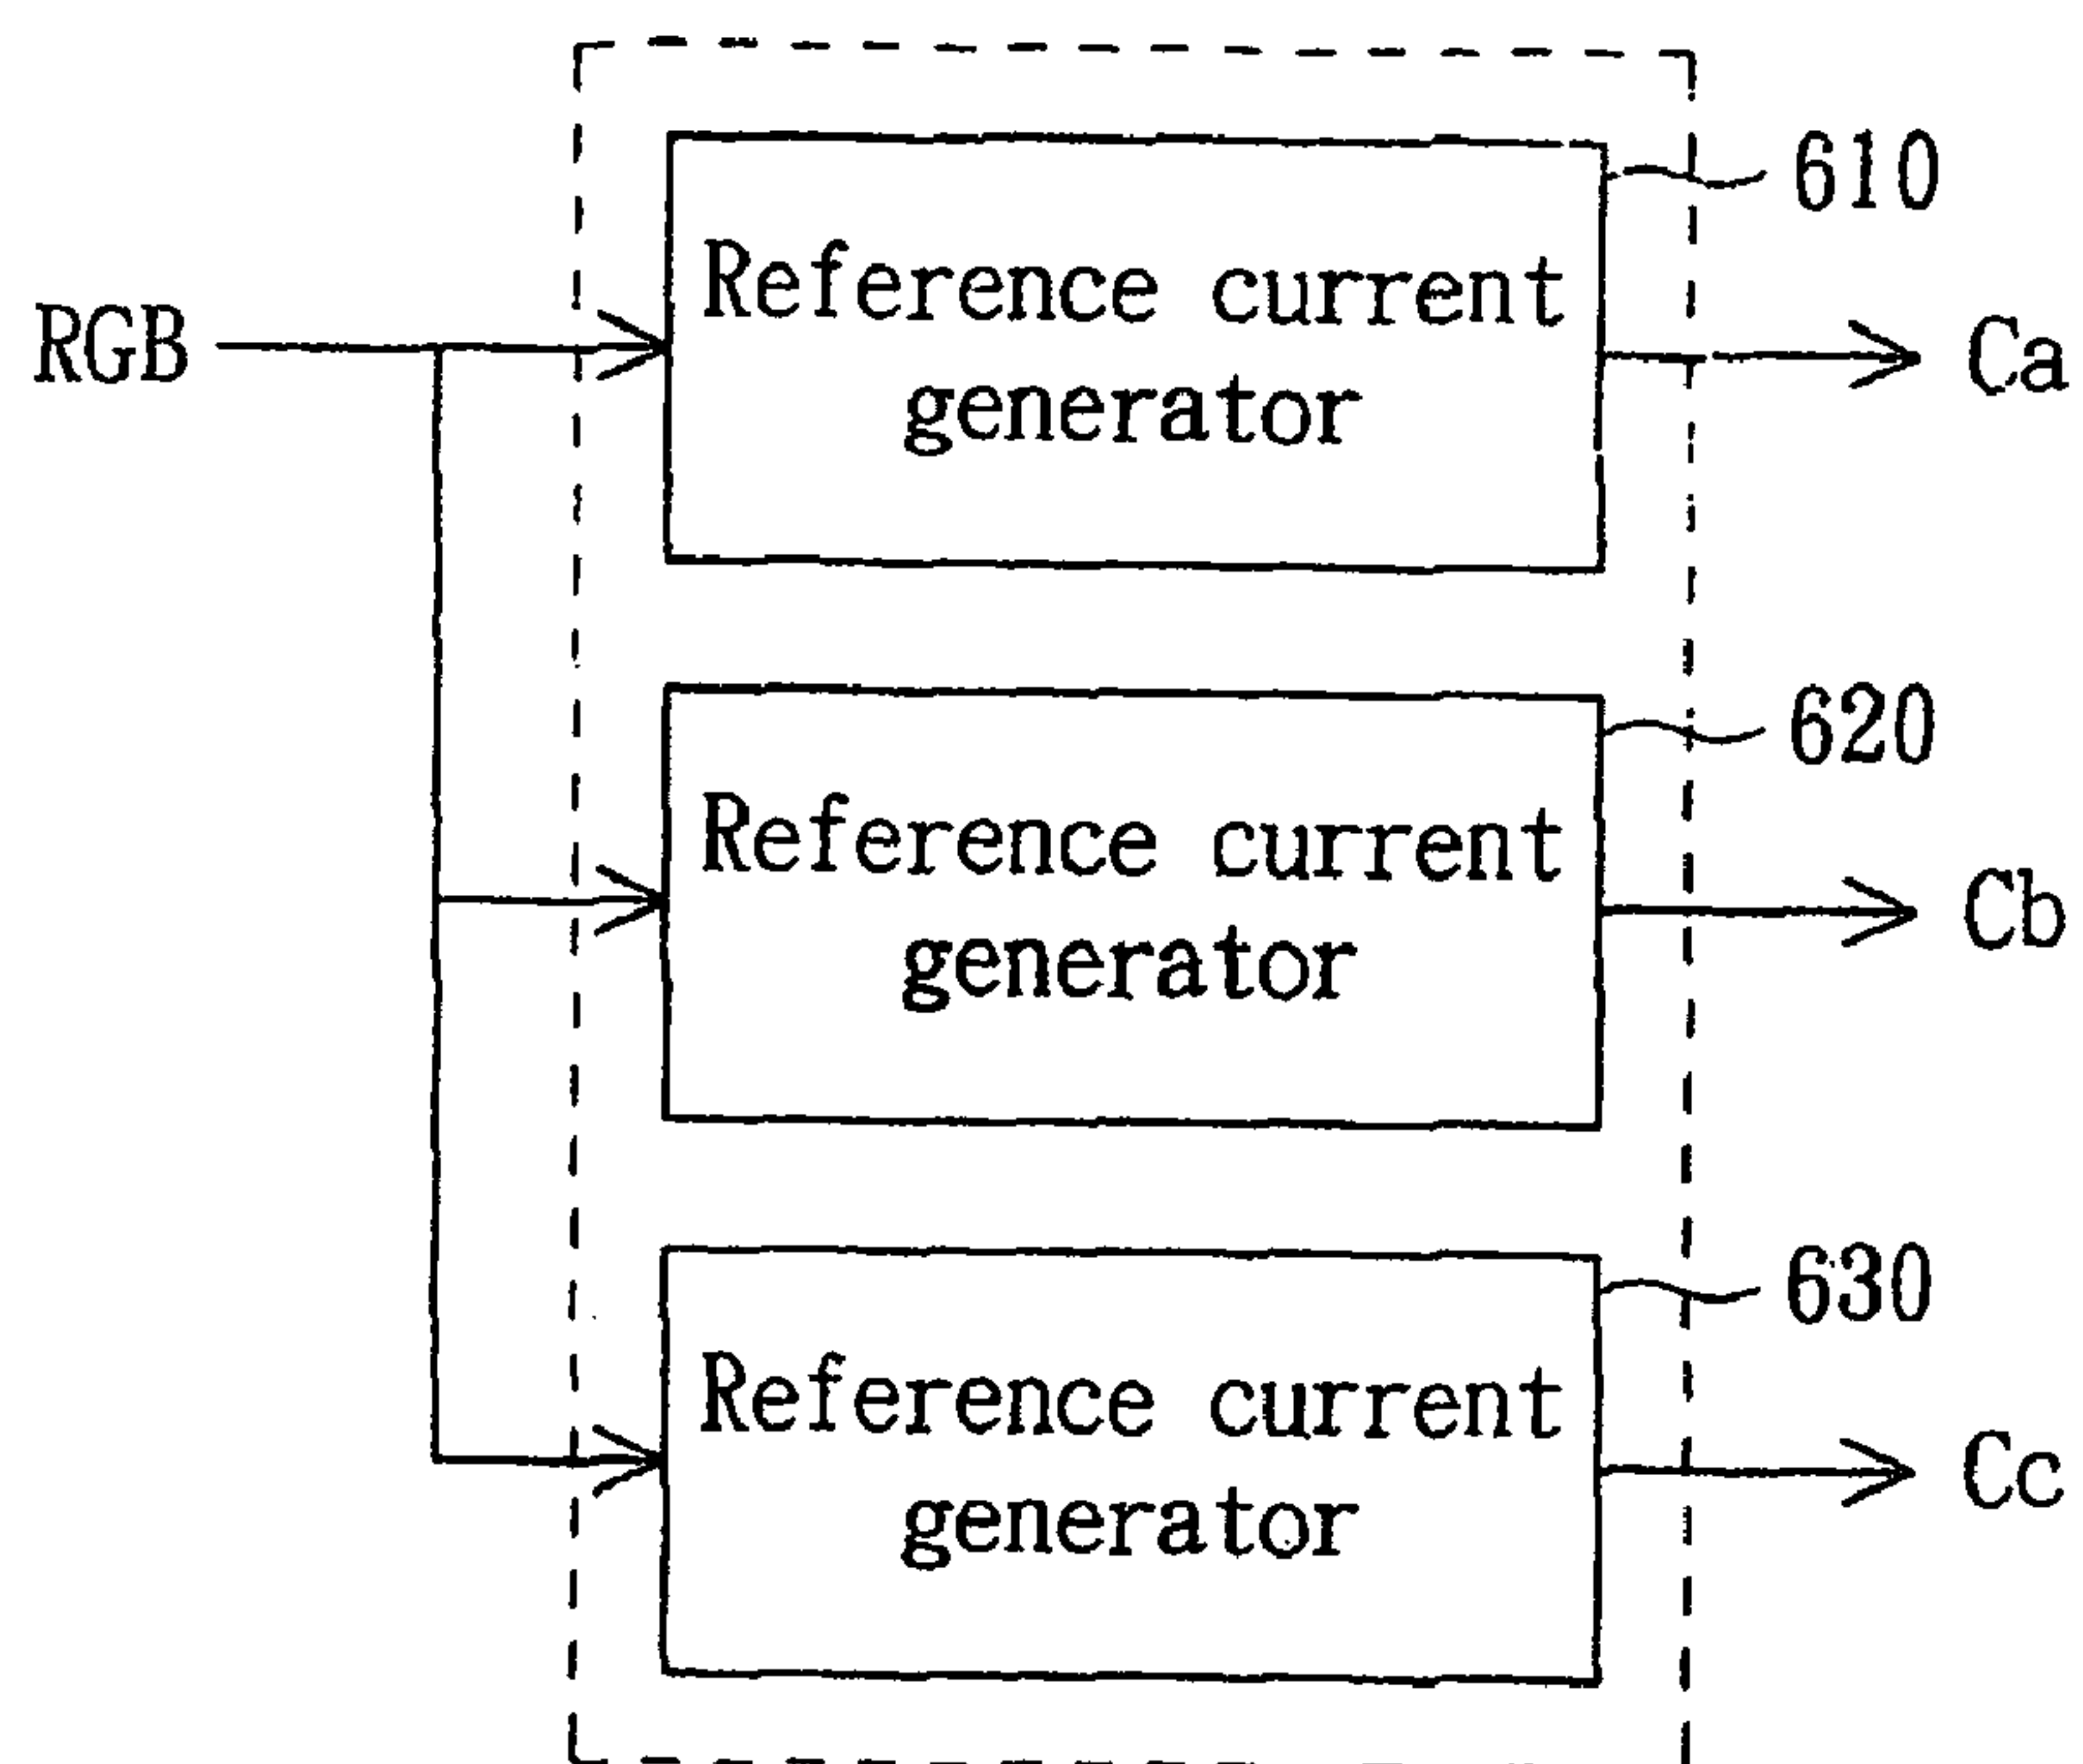 610
RGB
Reference current
generator
Ca
620
Reference current
generator
Cb
630
Reference current
generator
Cc